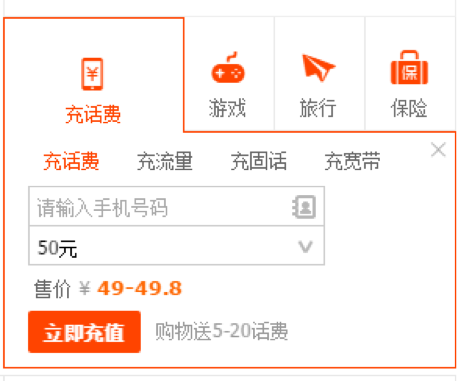 充话费 游戏 旅行 保险
充话费 充流量 充固话 充宽带
请输入手机号码
50元
售价 ¥ 49-49.8
立即充值 购物送5-20话费